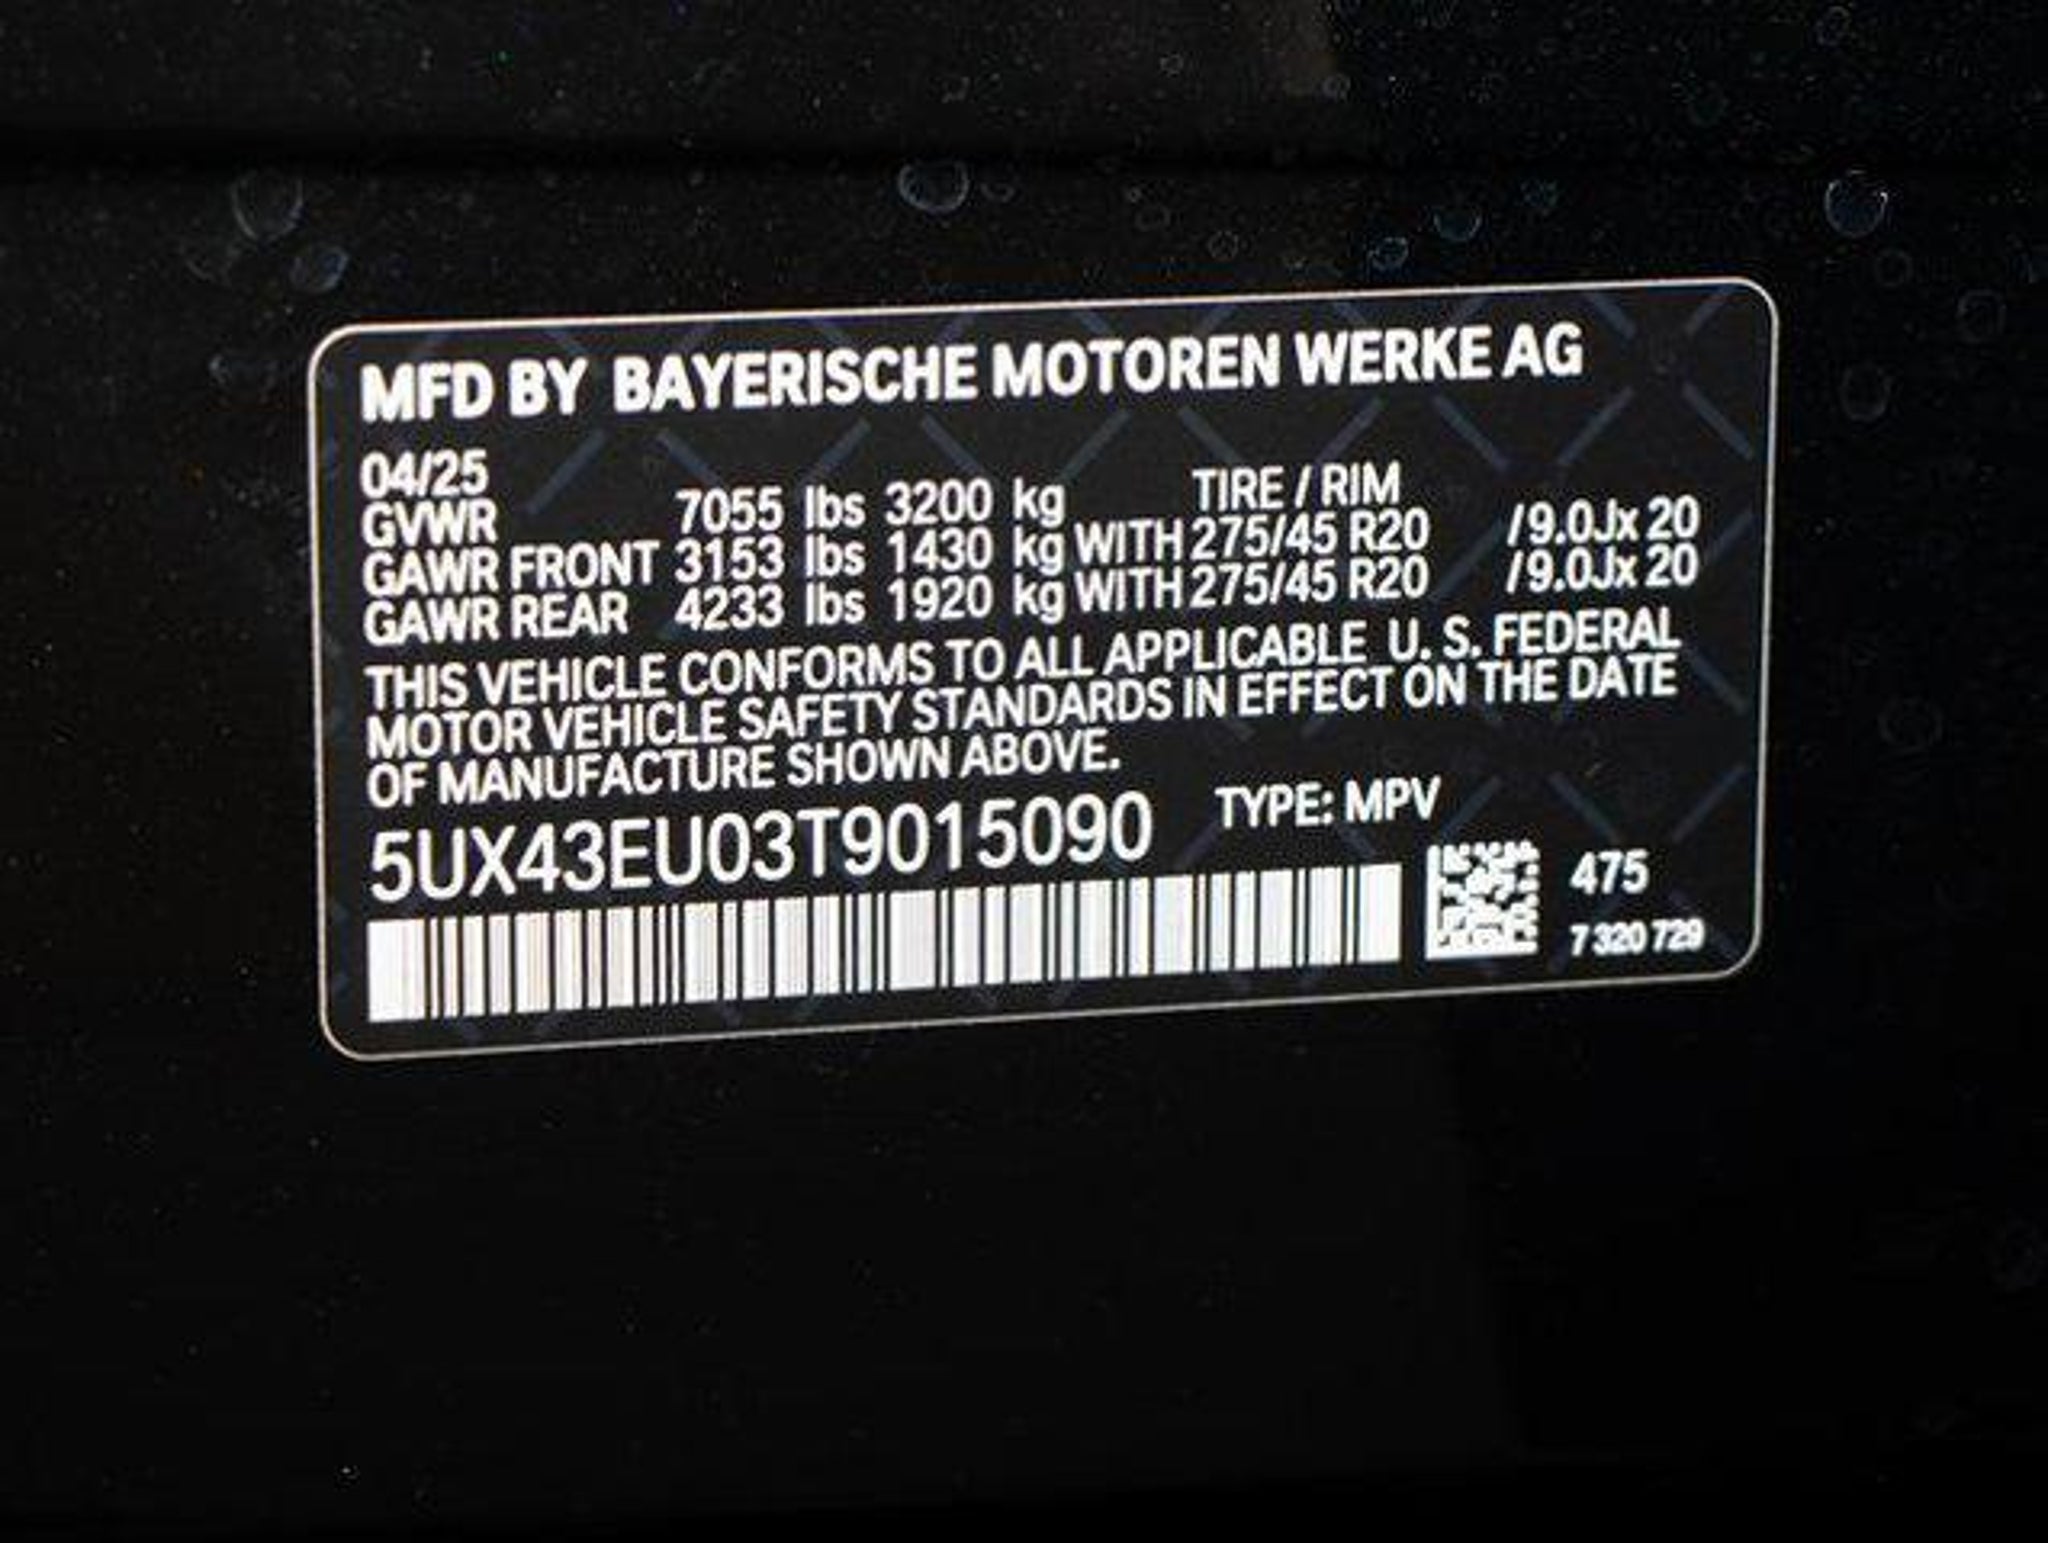 MFD BY BAYERISCHE MOTOREN WERKE AG
04/25 TIRE / RIM
GVWR 7055 lbs 3200 kg
GAWR FRONT 3153 lbs 1430 kg WITH 275/45 R20 /9.0Jx 20
GAWR REAR 4233 lbs 1920 kg WITH 275/45 R20 /9.0Jx 20
THIS VEHICLE CONFORMS TO ALL APPLICABLE U. S. FEDERAL
MOTOR VEHICLE SAFETY STANDARDS IN EFFECT ON THE DATE
OF MANUFACTURE SHOWN ABOVE.
5UX43EU03T9015090 TYPE: MPV
475
7 320 729